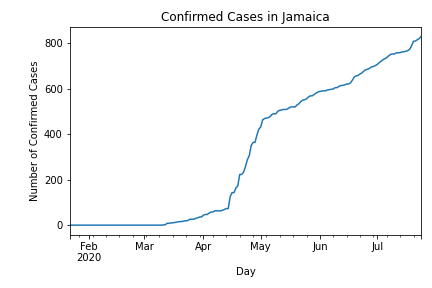 Confirmed Cases in Jamaica
Number of Confirmed Cases
800
600
400
200
0
Feb
2020
Mar
Apr
May
Jun
Jul
Day